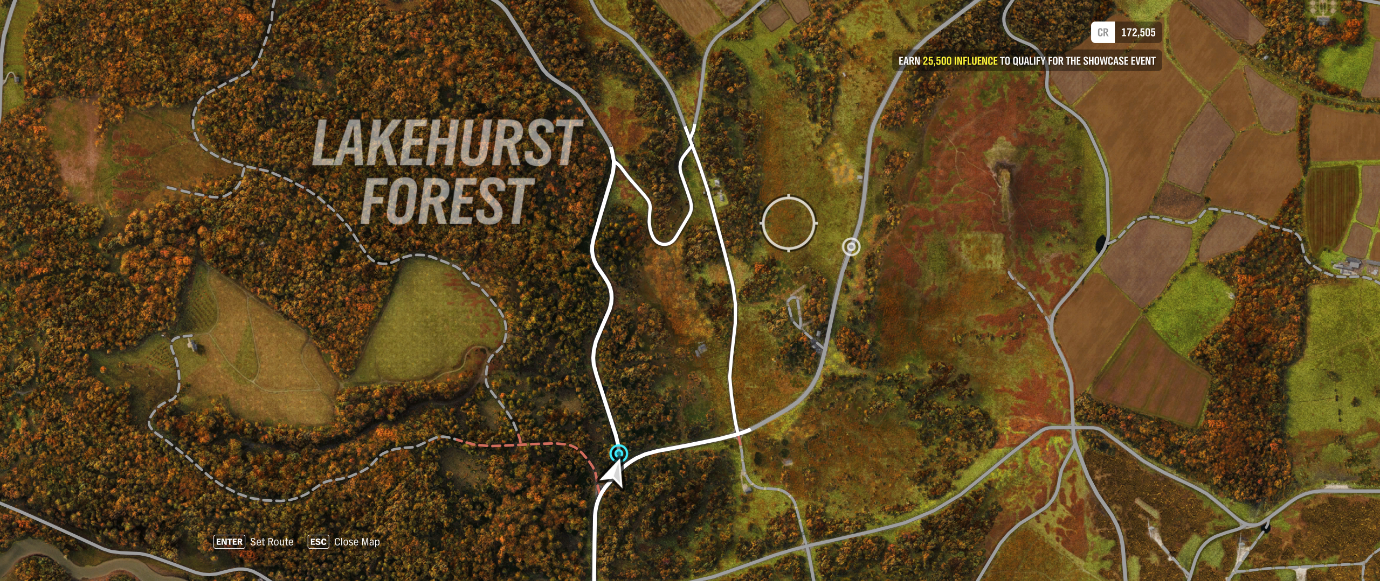 CR 172,505
EARN 25,500 INFLUENCE TO QUALIFY FOR THE SHOWCASE EVENT
LAKEHURST
FOREST
ENTER Set Route ESC Close Map